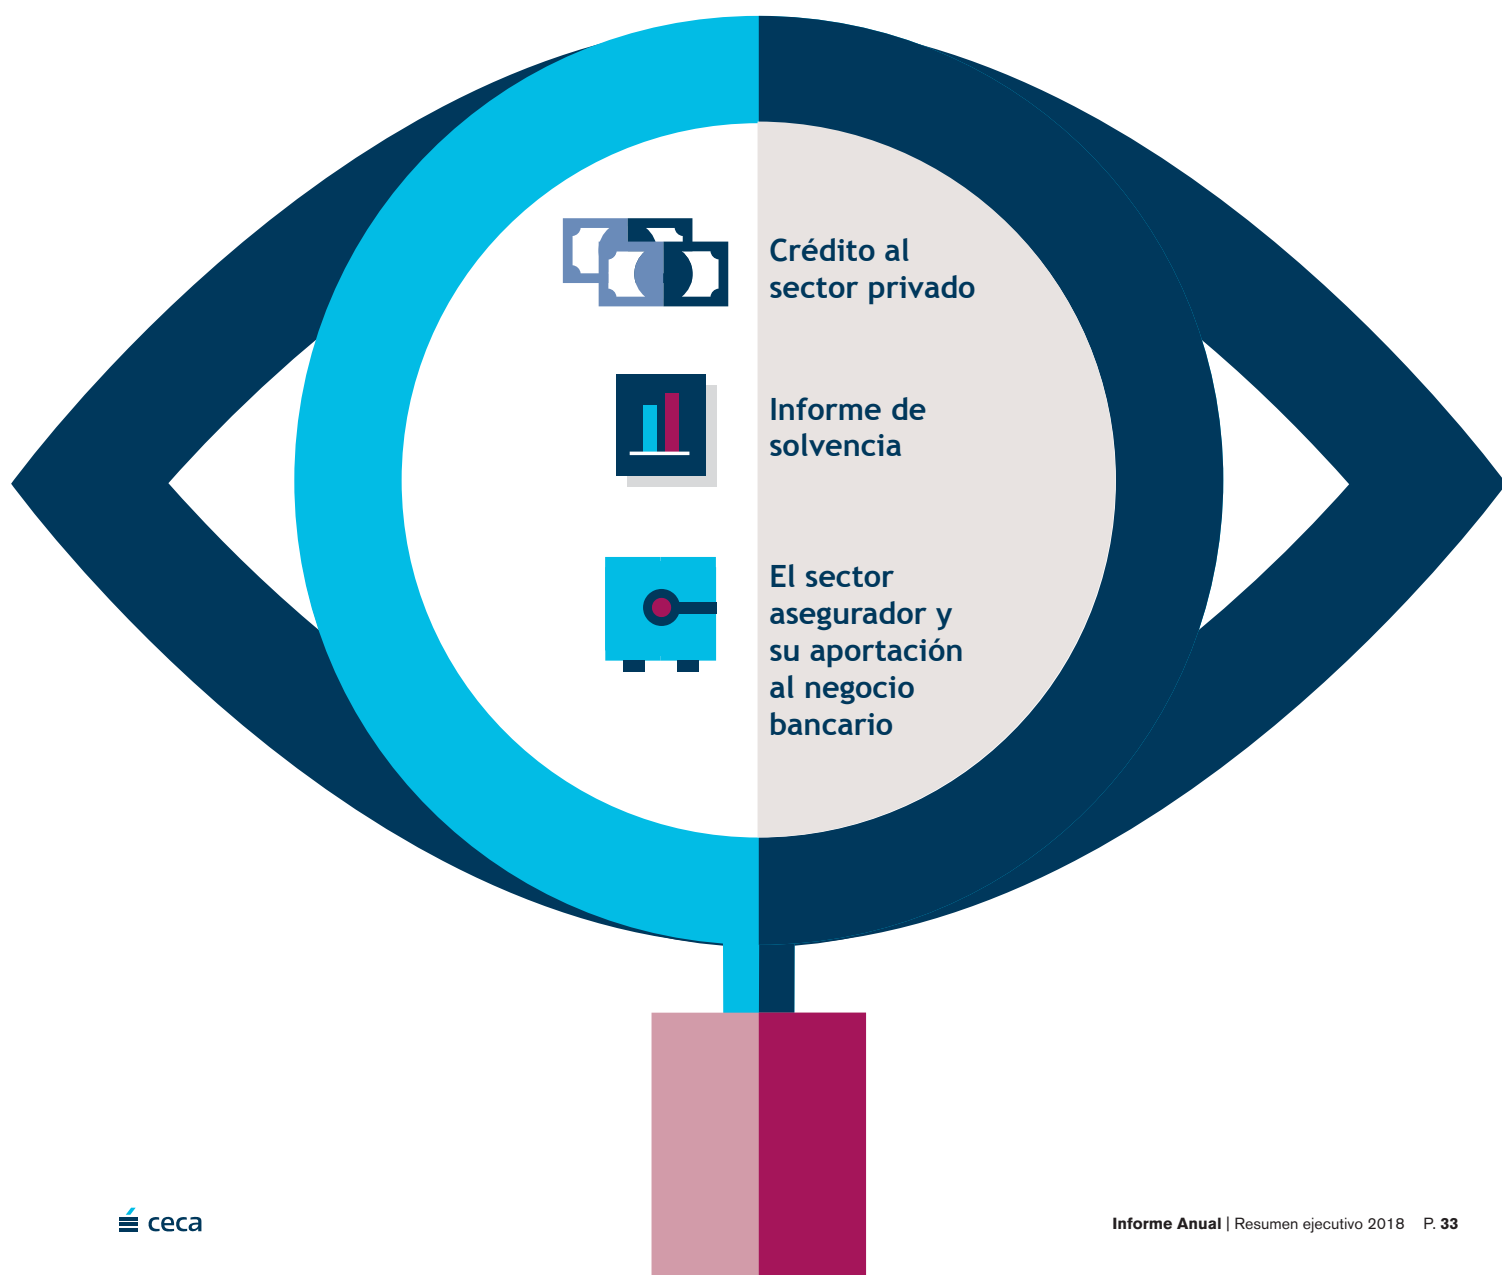 Crédito al
sector privado
Informe de
solvencia
El sector
asegurador y
su aportación
al negocio
bancario
ceca
Informe Anual | Resumen ejecutivo 2018 P. 33